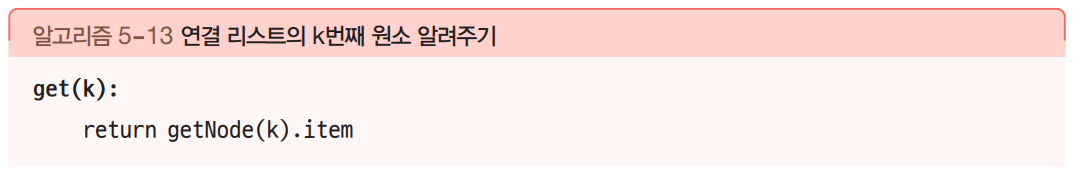 알고리즘 5-13 연결 리스트의 k번째 원소 알려주기
get(k):
return getNode(k).item